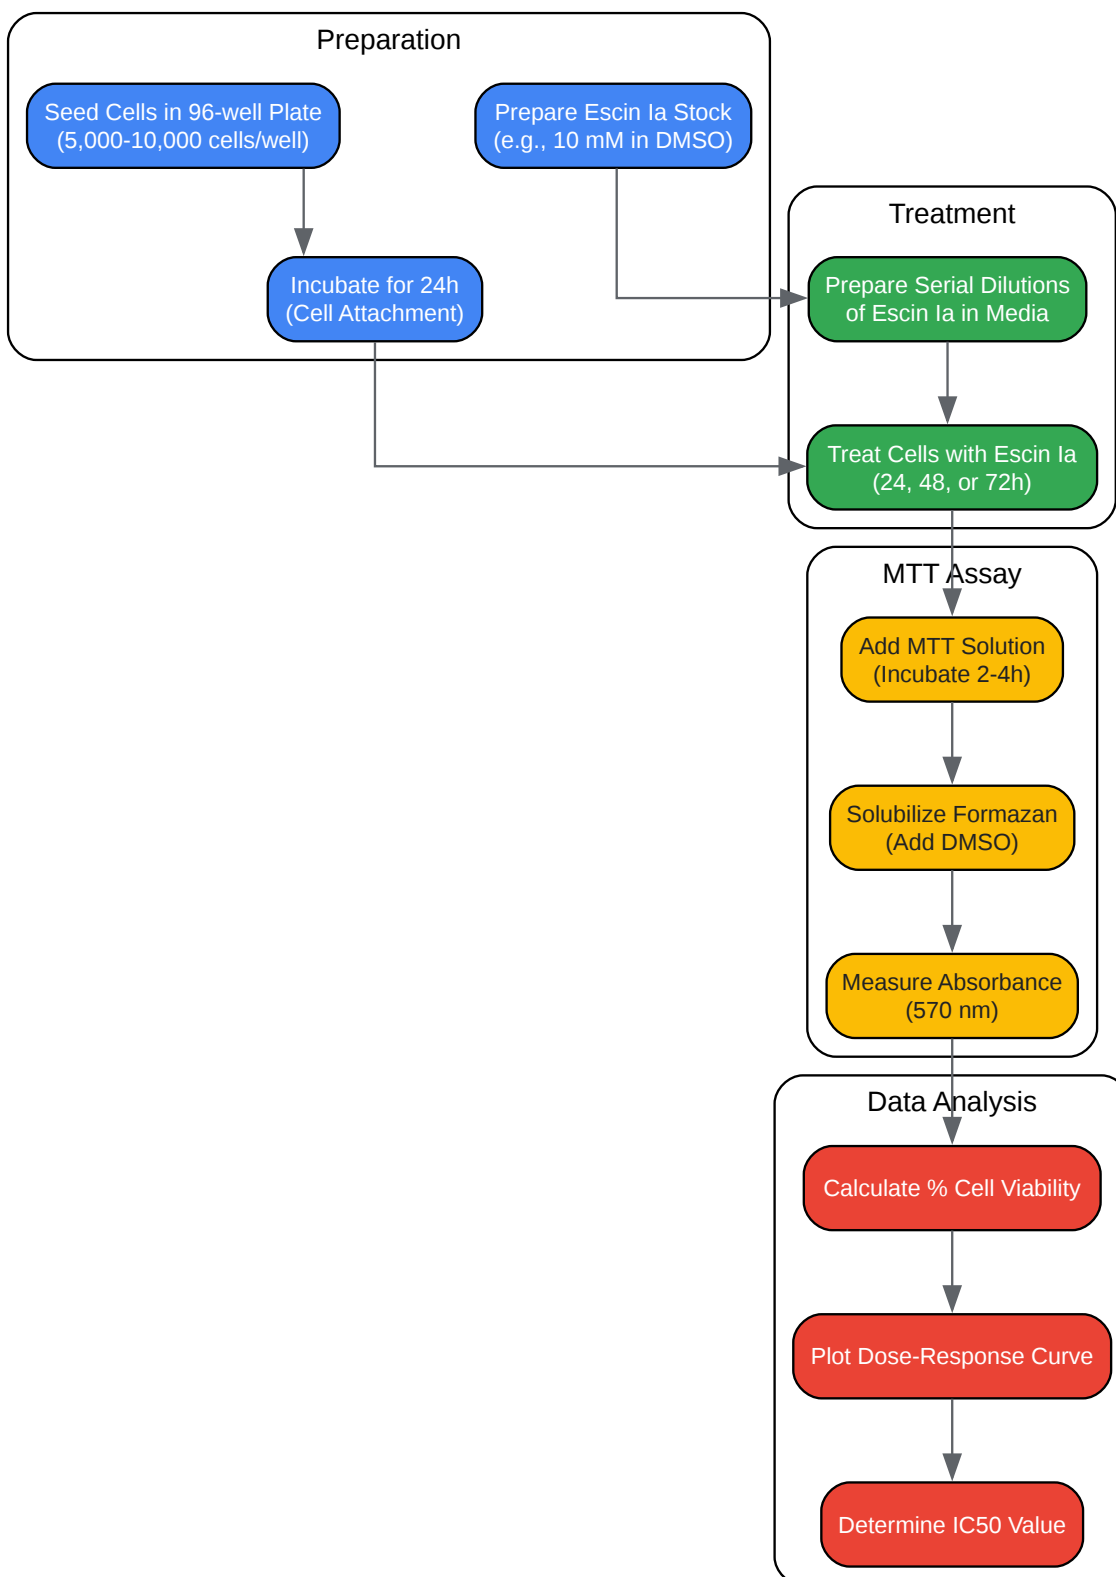 Preparation
Seed Cells in 96-well Plate
(5,000-10,000 cells/well)
Prepare Escin Ia Stock
(e.g., 10 mM in DMSO)
Incubate for 24h
(Cell Attachment)
Treatment
Prepare Serial Dilutions
of Escin Ia in Media
Treat Cells with Escin Ia
(24, 48, or 72h)
MTT Assay
Add MTT Solution
(Incubate 2-4h)
Solubilize Formazan
(Add DMSO)
Measure Absorbance
(570 nm)
Data Analysis
Calculate % Cell Viability
Plot Dose-Response Curve
Determine IC50 Value